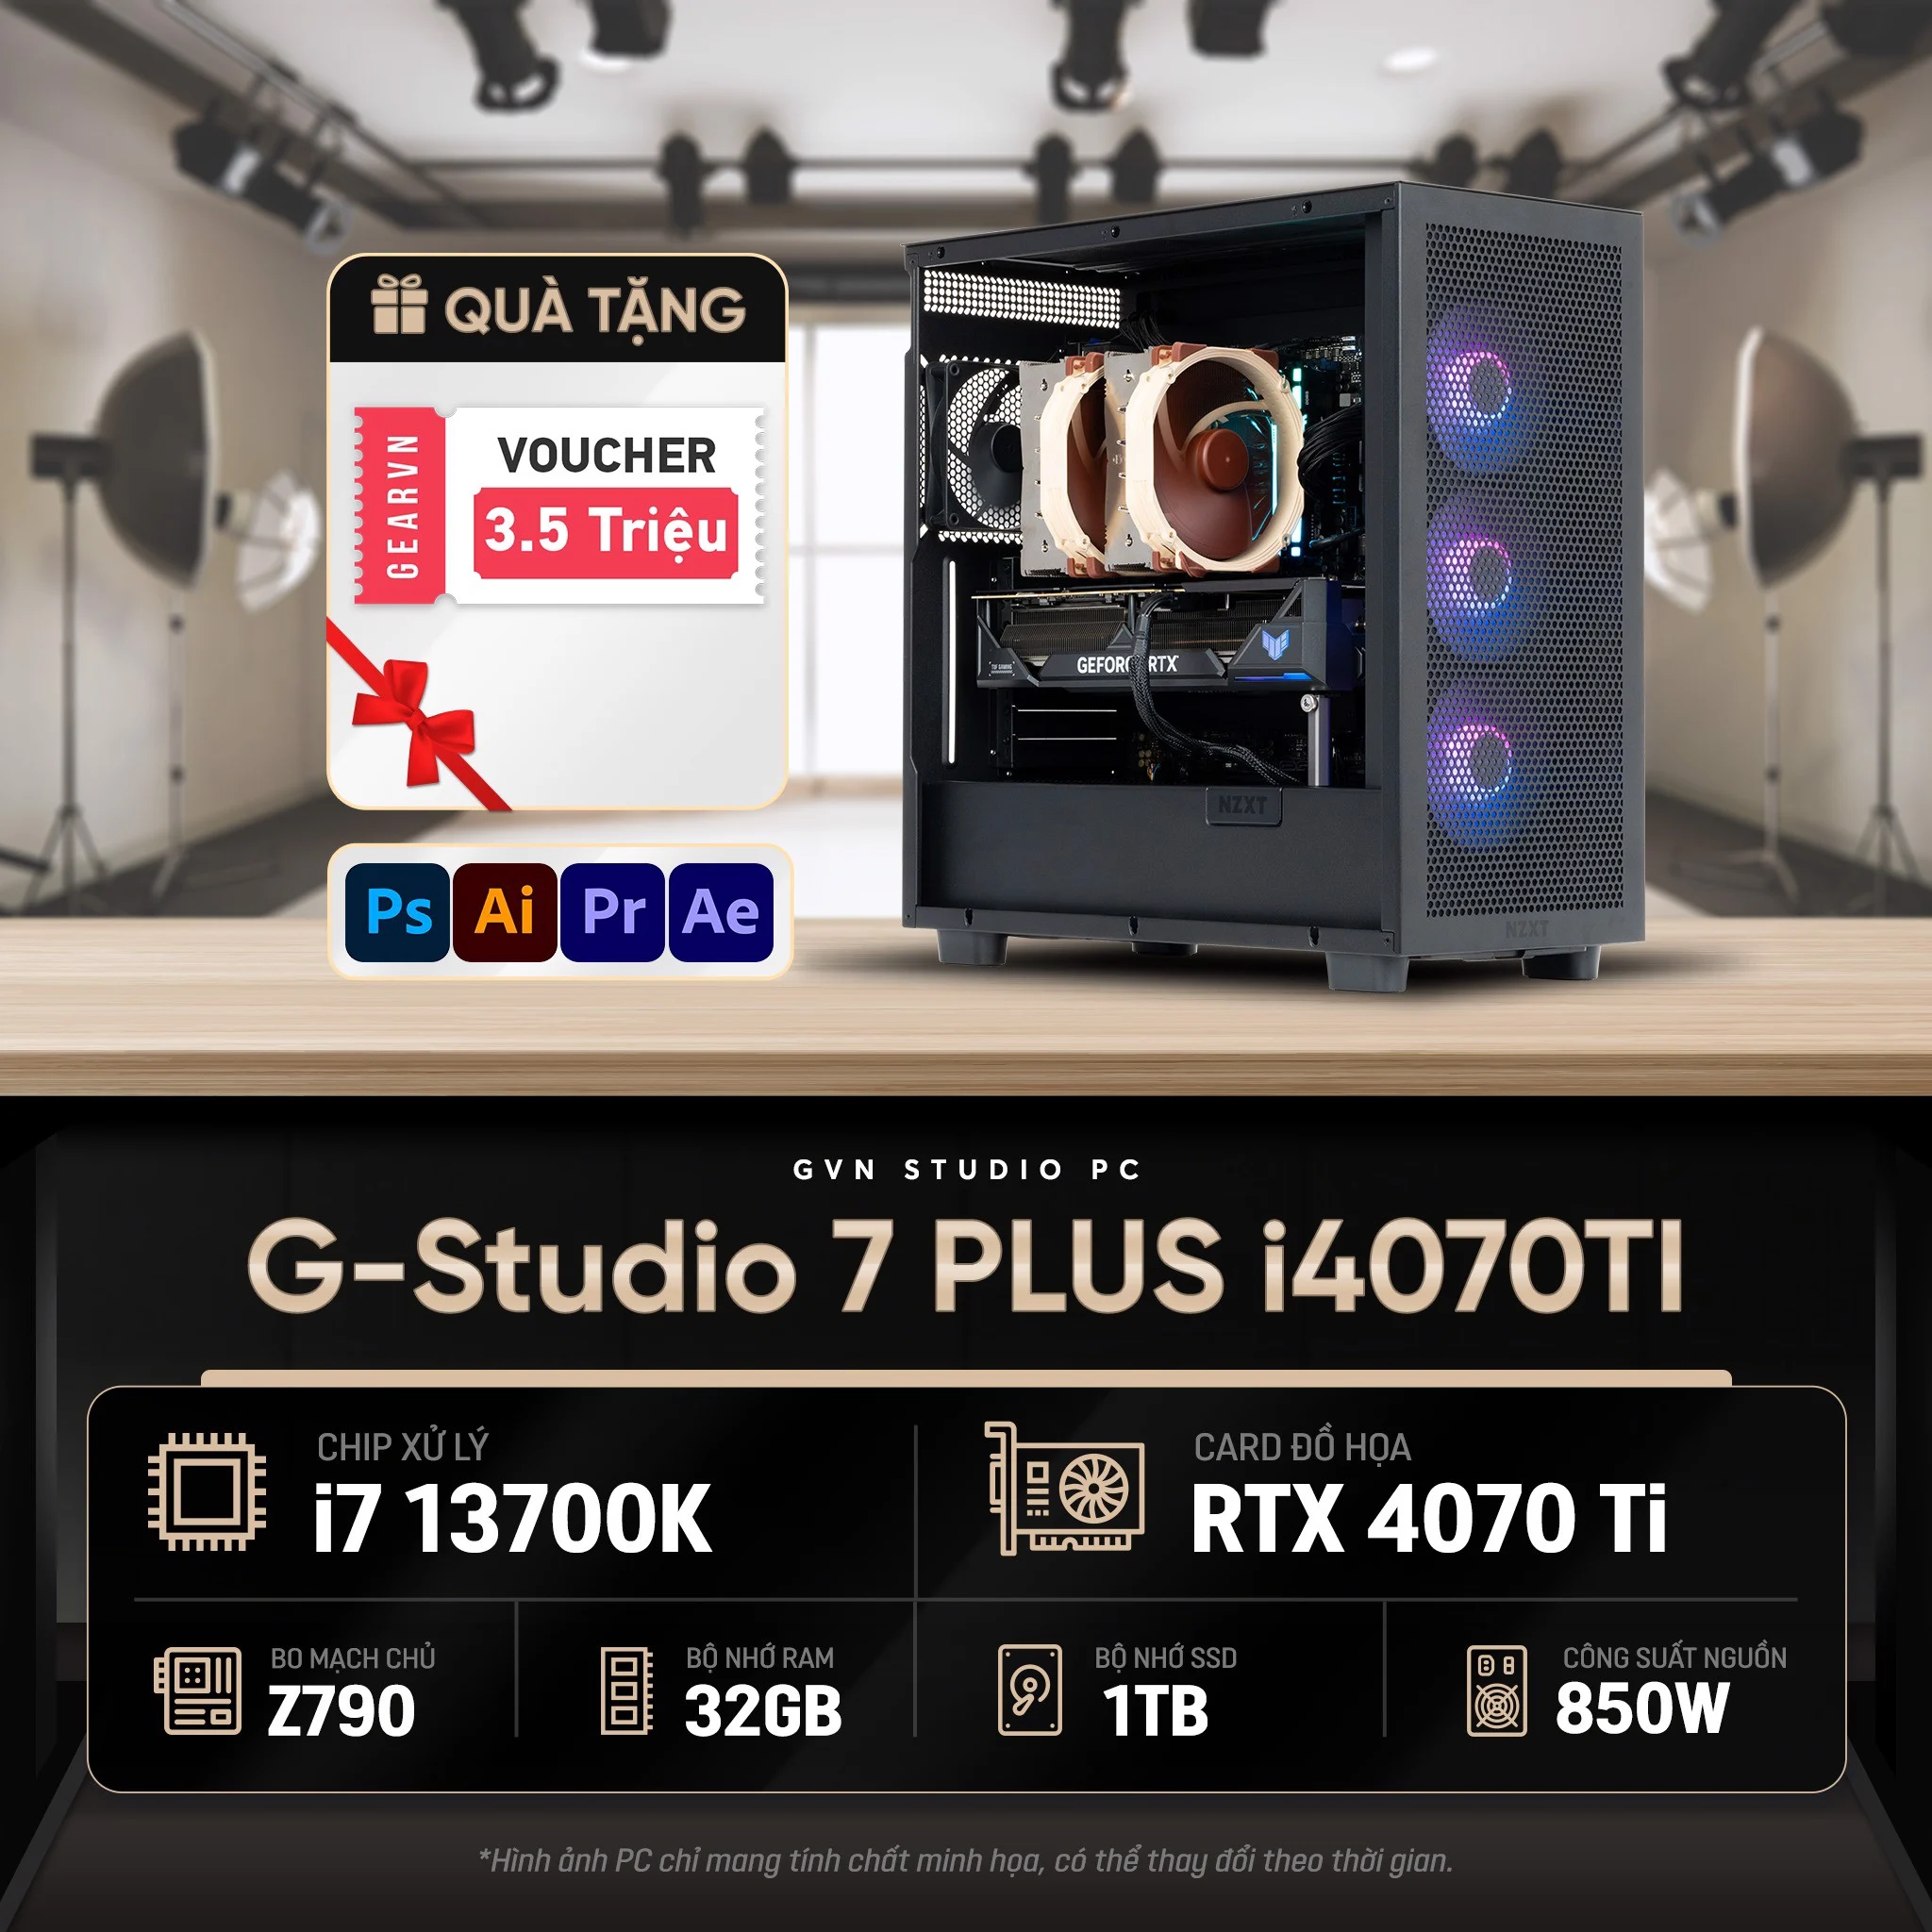 QUÀ TẶNG
GEARVN
VOUCHER
3.5 Triệu
Ps Ai Pr Ae
GEFORCE RTX
NZXT
NZXT
GVN STUDIO PC
G-Studio 7 PLUS i4070TI
CHIP XỬ LÝ
i7 13700K
CARD ĐỒ HỌA
RTX 4070 Ti
BO MẠCH CHỦ
Z790
BỘ NHỚ RAM
32GB
BỘ NHỚ SSD
1TB
CÔNG SUẤT NGUỒN
850W
*Hình ảnh PC chỉ mang tính chất minh họa, có thể thay đổi theo thời gian.